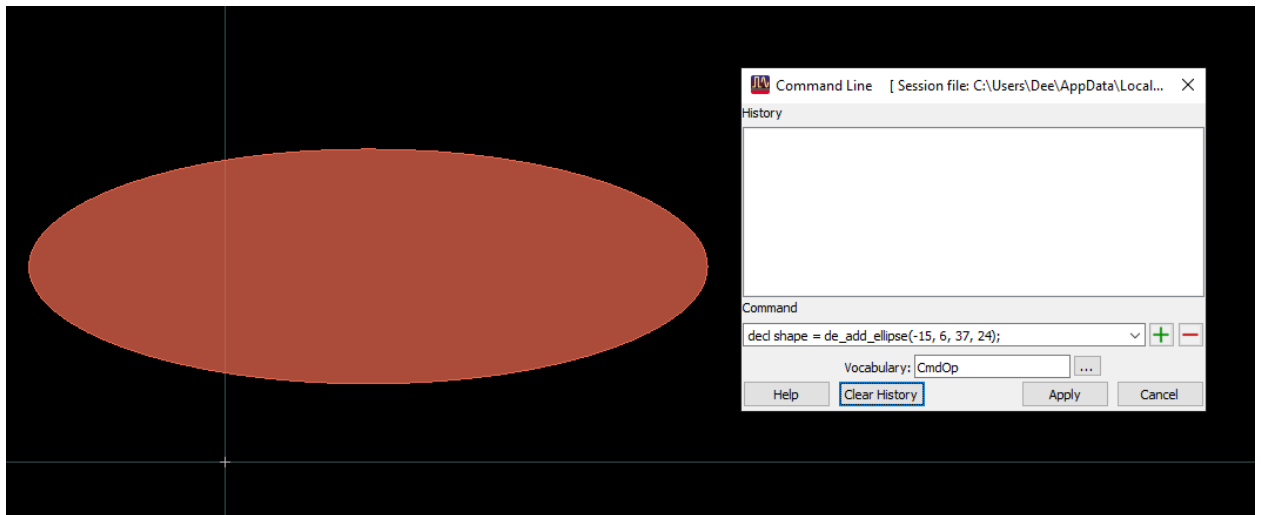 Command Line [ Session file: C:\Users\Dee\AppData\Local...
History
Command
decl shape = de_add_ellipse(-15, 6, 37, 24);
Vocabulary: CmdOp ...
Help Clear History Apply Cancel